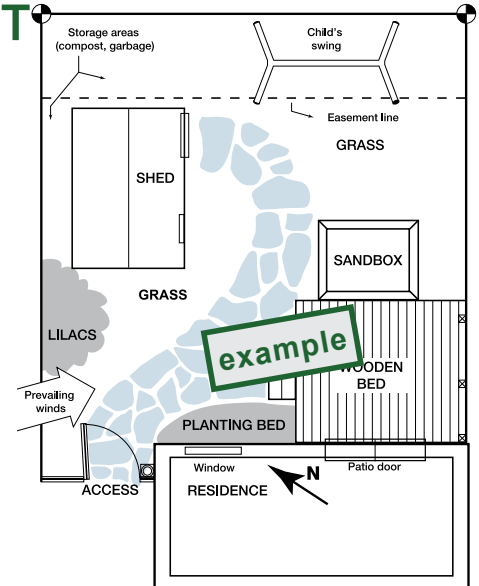 T
Storage areas
(compost, garbage)
Child's
swing
Easement line
GRASS
SHED
SANDBOX
GRASS
LILACS
example
WOODEN
BED
Prevailing
winds
PLANTING BED
Window
Patio door
ACCESS
RESIDENCE
N